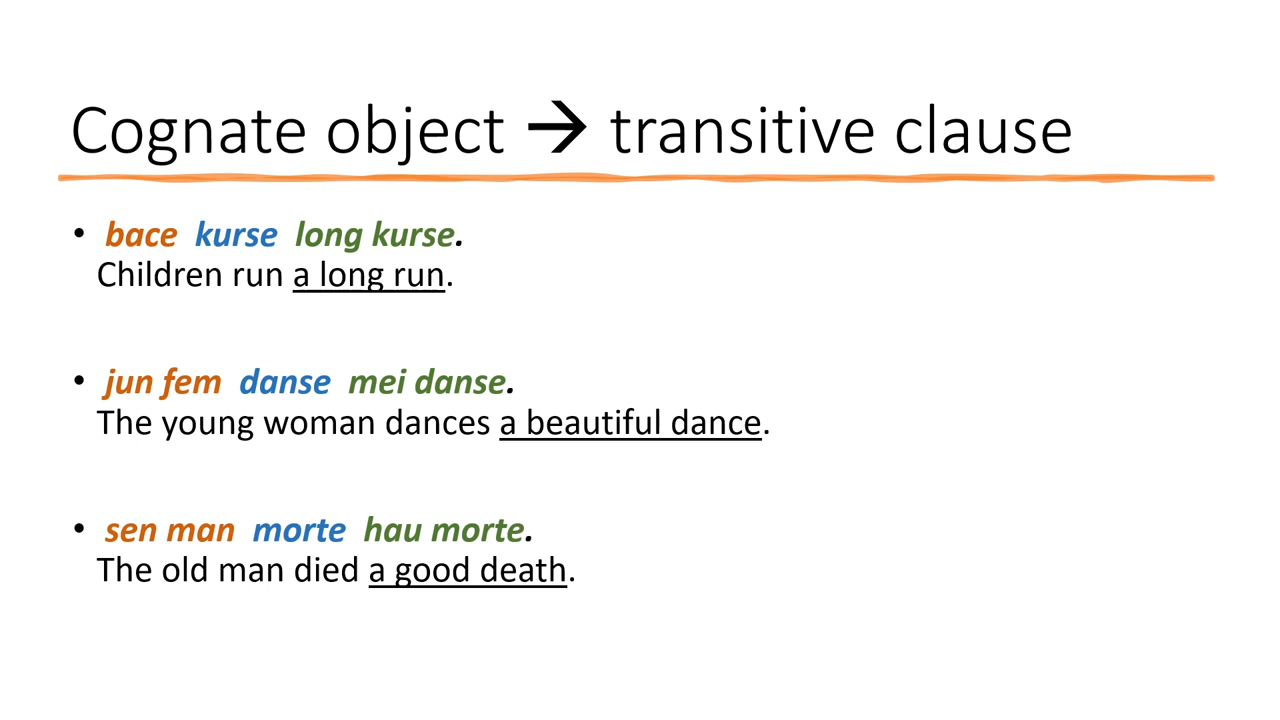 Cognate object → transitive clause
• bace kurse long kurse.
Children run a long run.
• jun fem danse mei danse.
The young woman dances a beautiful dance.
• sen man morte hau morte.
The old man died a good death.